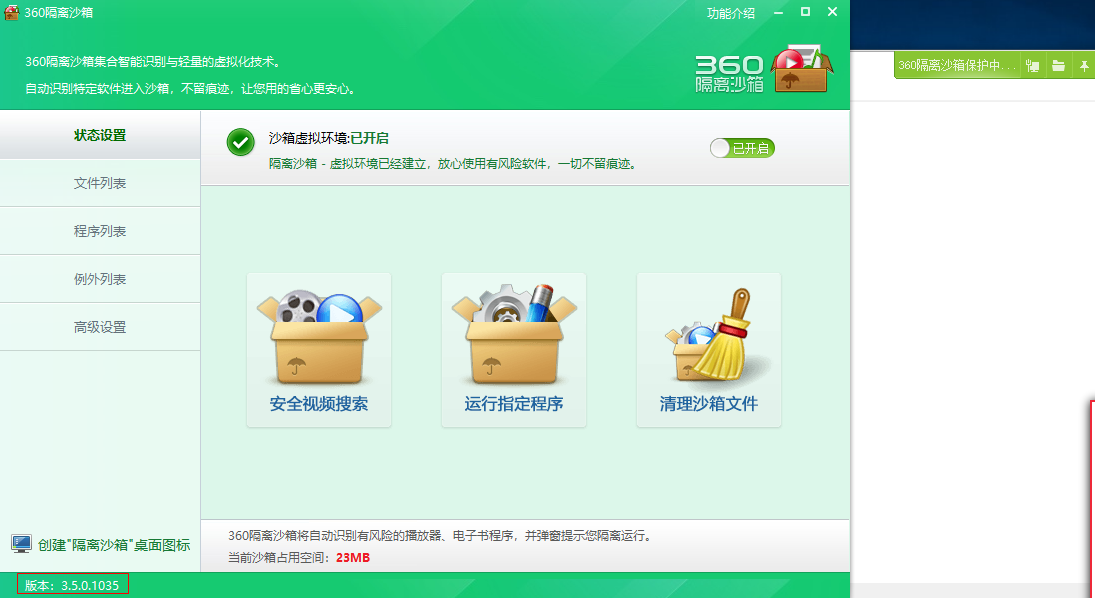 360隔离沙箱
功能介绍
360隔离沙箱集合智能识别与轻量的虚拟化技术。
自动识别特定软件进入沙箱，不留痕迹，让您用的省心更安心。
360
隔离沙箱
360隔离沙箱保护中...
状态设置
文件列表
程序列表
例外列表
高级设置
沙箱虚拟环境:已开启
隔离沙箱 - 虚拟环境已经建立，放心使用有风险软件，一切不留痕迹。
已开启
安全视频搜索
运行指定程序
清理沙箱文件
创建"隔离沙箱"桌面图标
360隔离沙箱将自动识别有风险的播放器、电子书程序，并弹窗提示您隔离运行。
当前沙箱占用空间：23MB
版本：3.5.0.1035